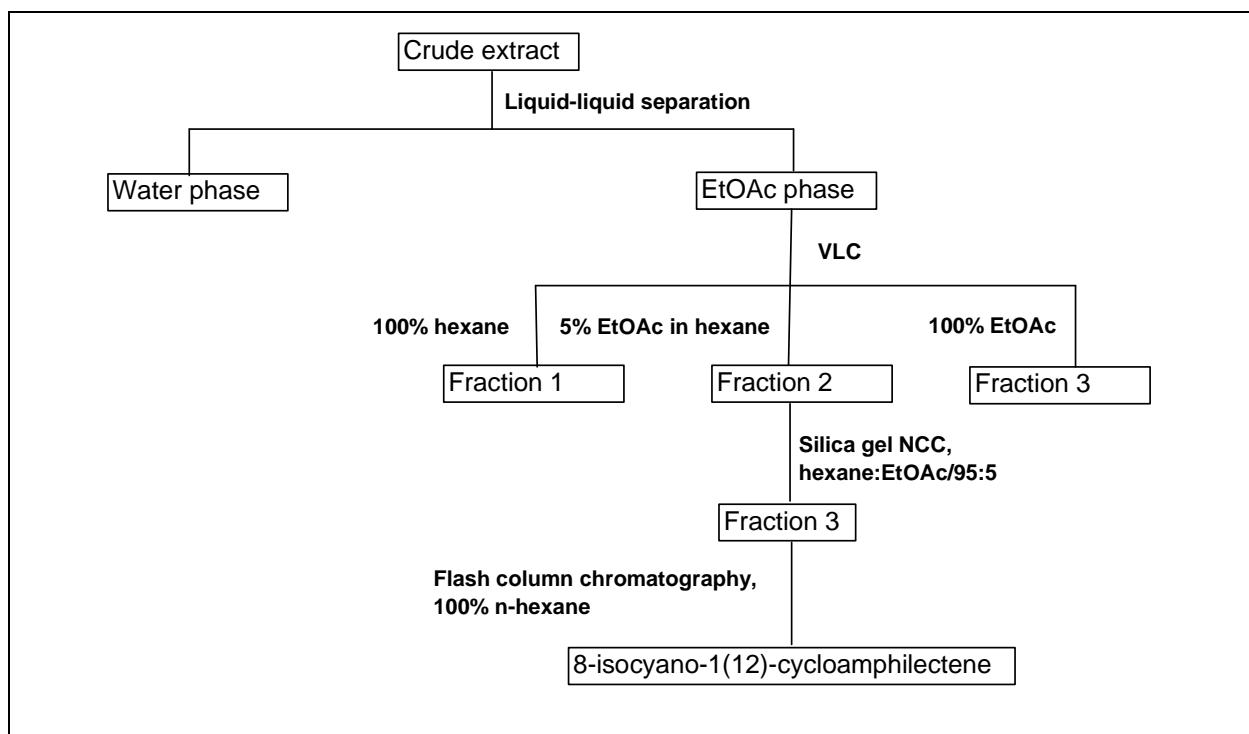 Crude extract
Liquid-liquid separation
Water phase
EtOAc phase
VLC
100% hexane
5% EtOAc in hexane
100% EtOAc
Fraction 1
Fraction 2
Fraction 3
Silica gel NCC,
hexane:EtOAc/95:5
Fraction 3
Flash column chromatography,
100% n-hexane
8-isocyano-1(12)-cycloamphilectene